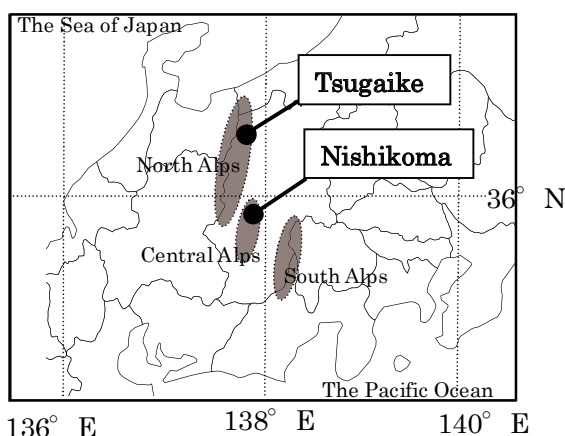 The Sea of Japan
Tsugaike
Nishikoma
North Alps
36° N
Central Alps
South Alps
The Pacific Ocean
136° E
138° E
140° E